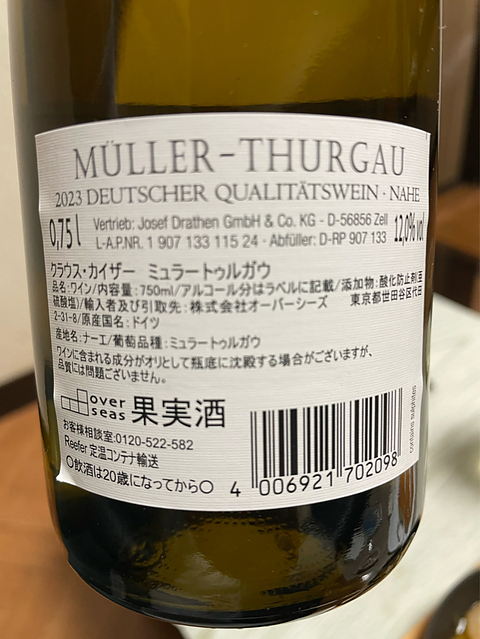 MÜLLER-THURGAU
2023 DEUTSCHER QUALITÄTSWEIN · NAHE
0,75 l
Vertrieb: Josef Drathen GmbH & Co. KG - D-56856 Zell
L-A.P.NR. 1 907 133 115 24 · Abfüller: D-RP 907 133
12,0% vol
クラウス・カイザー ミュラートゥルガウ
品名:ワイン/内容量:750ml/アルコール分はラベルに記載/添加物:酸化防止剤(亜
硫酸塩)/輸入者及び引取先:株式会社オーバーシーズ 東京都世田谷区代田
2-31-8/原産国名:ドイツ
産地名:ナーエ/葡萄品種:ミュラートゥルガウ
ワインに含まれる成分がオリとして瓶底に沈殿する場合がございますが、
品質には問題ございません。
over
seas
果実酒
お客様相談室:0120-522-582
Reefer 定温コンテナ輸送
○飲酒は20歳になってから○
4 006921 702098
contains sulphites